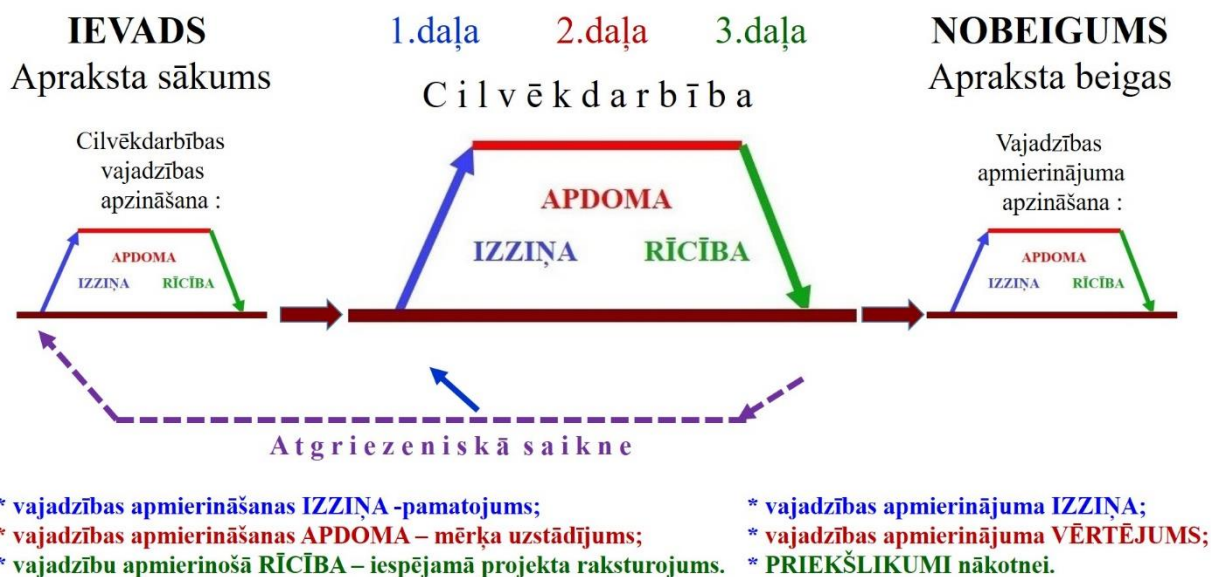 IEVADS
Apraksta sākums
1.daļa 2.daļa 3.daļa
Cilvēkdarbība
NOBEIGUMS
Apraksta beigas
Cilvēkdarbības
vajadzības
apzināšana :
APDOMA
IZZIŅA RĪCĪBA
APDOMA
IZZIŅA RĪCĪBA
Vajadzības
apmierinājuma
apzināšana :
APDOMA
IZZIŅA RĪCĪBA
Atgriezeniskā saikne
* vajadzības apmierināšanas IZZIŅA -pamatojums;
* vajadzības apmierināšanas APDOMA – mērķa uzstādījums;
* vajadzību apmierinošā RĪCĪBA – iespējamā projekta raksturojums.
* vajadzības apmierinājuma IZZIŅA;
* vajadzības apmierinājuma VĒRTĒJUMS;
* PRIEKŠLIKUMI nākotnei.